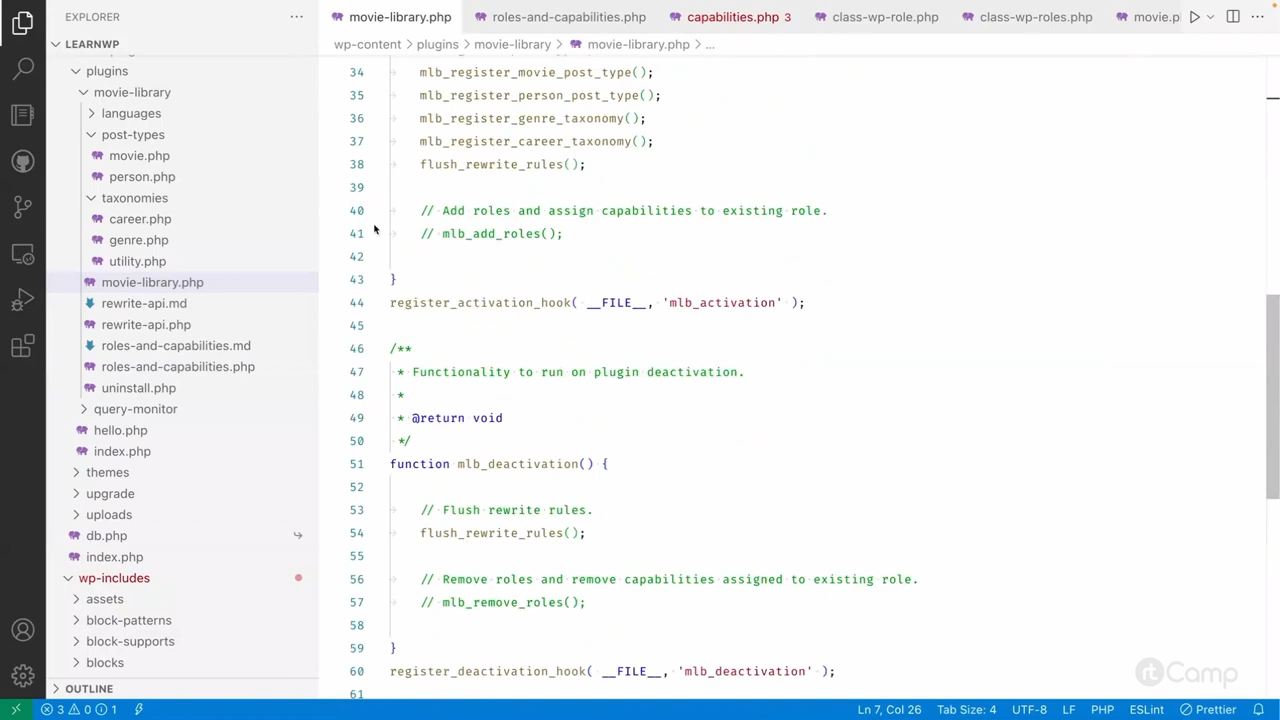 EXPLORER
LEARNWP
plugins
movie-library
languages
post-types
movie.php
person.php
taxonomies
career.php
genre.php
utility.php
movie-library.php
rewrite-api.md
rewrite-api.php
roles-and-capabilities.md
roles-and-capabilities.php
uninstall.php
query-monitor
hello.php
index.php
themes
upgrade
uploads
db.php
index.php
wp-includes
assets
block-patterns
block-supports
blocks
OUTLINE
movie-library.php roles-and-capabilities.php capabilities.php 3 class-wp-role.php class-wp-roles.php movie.p
wp-content > plugins > movie-library > movie-library.php > ...
34 mlb_register_movie_post_type();
35 mlb_register_person_post_type();
36 mlb_register_genre_taxonomy();
37 mlb_register_career_taxonomy();
38 flush_rewrite_rules();
39
40 // Add roles and assign capabilities to existing role.
41 // mlb_add_roles();
42
43 }
44 register_activation_hook( __FILE__, 'mlb_activation' );
45
46 /**
47 * Functionality to run on plugin deactivation.
48 *
49 * @return void
50 */
51 function mlb_deactivation() {
52
53 // Flush rewrite rules.
54 flush_rewrite_rules();
55
56 // Remove roles and remove capabilities assigned to existing role.
57 // mlb_remove_roles();
58
59 }
60 register_deactivation_hook( __FILE__, 'mlb_deactivation' );
61
rtCamp
3 0 1 Ln 7, Col 26 Tab Size: 4 UTF-8 LF PHP ESLint Prettier